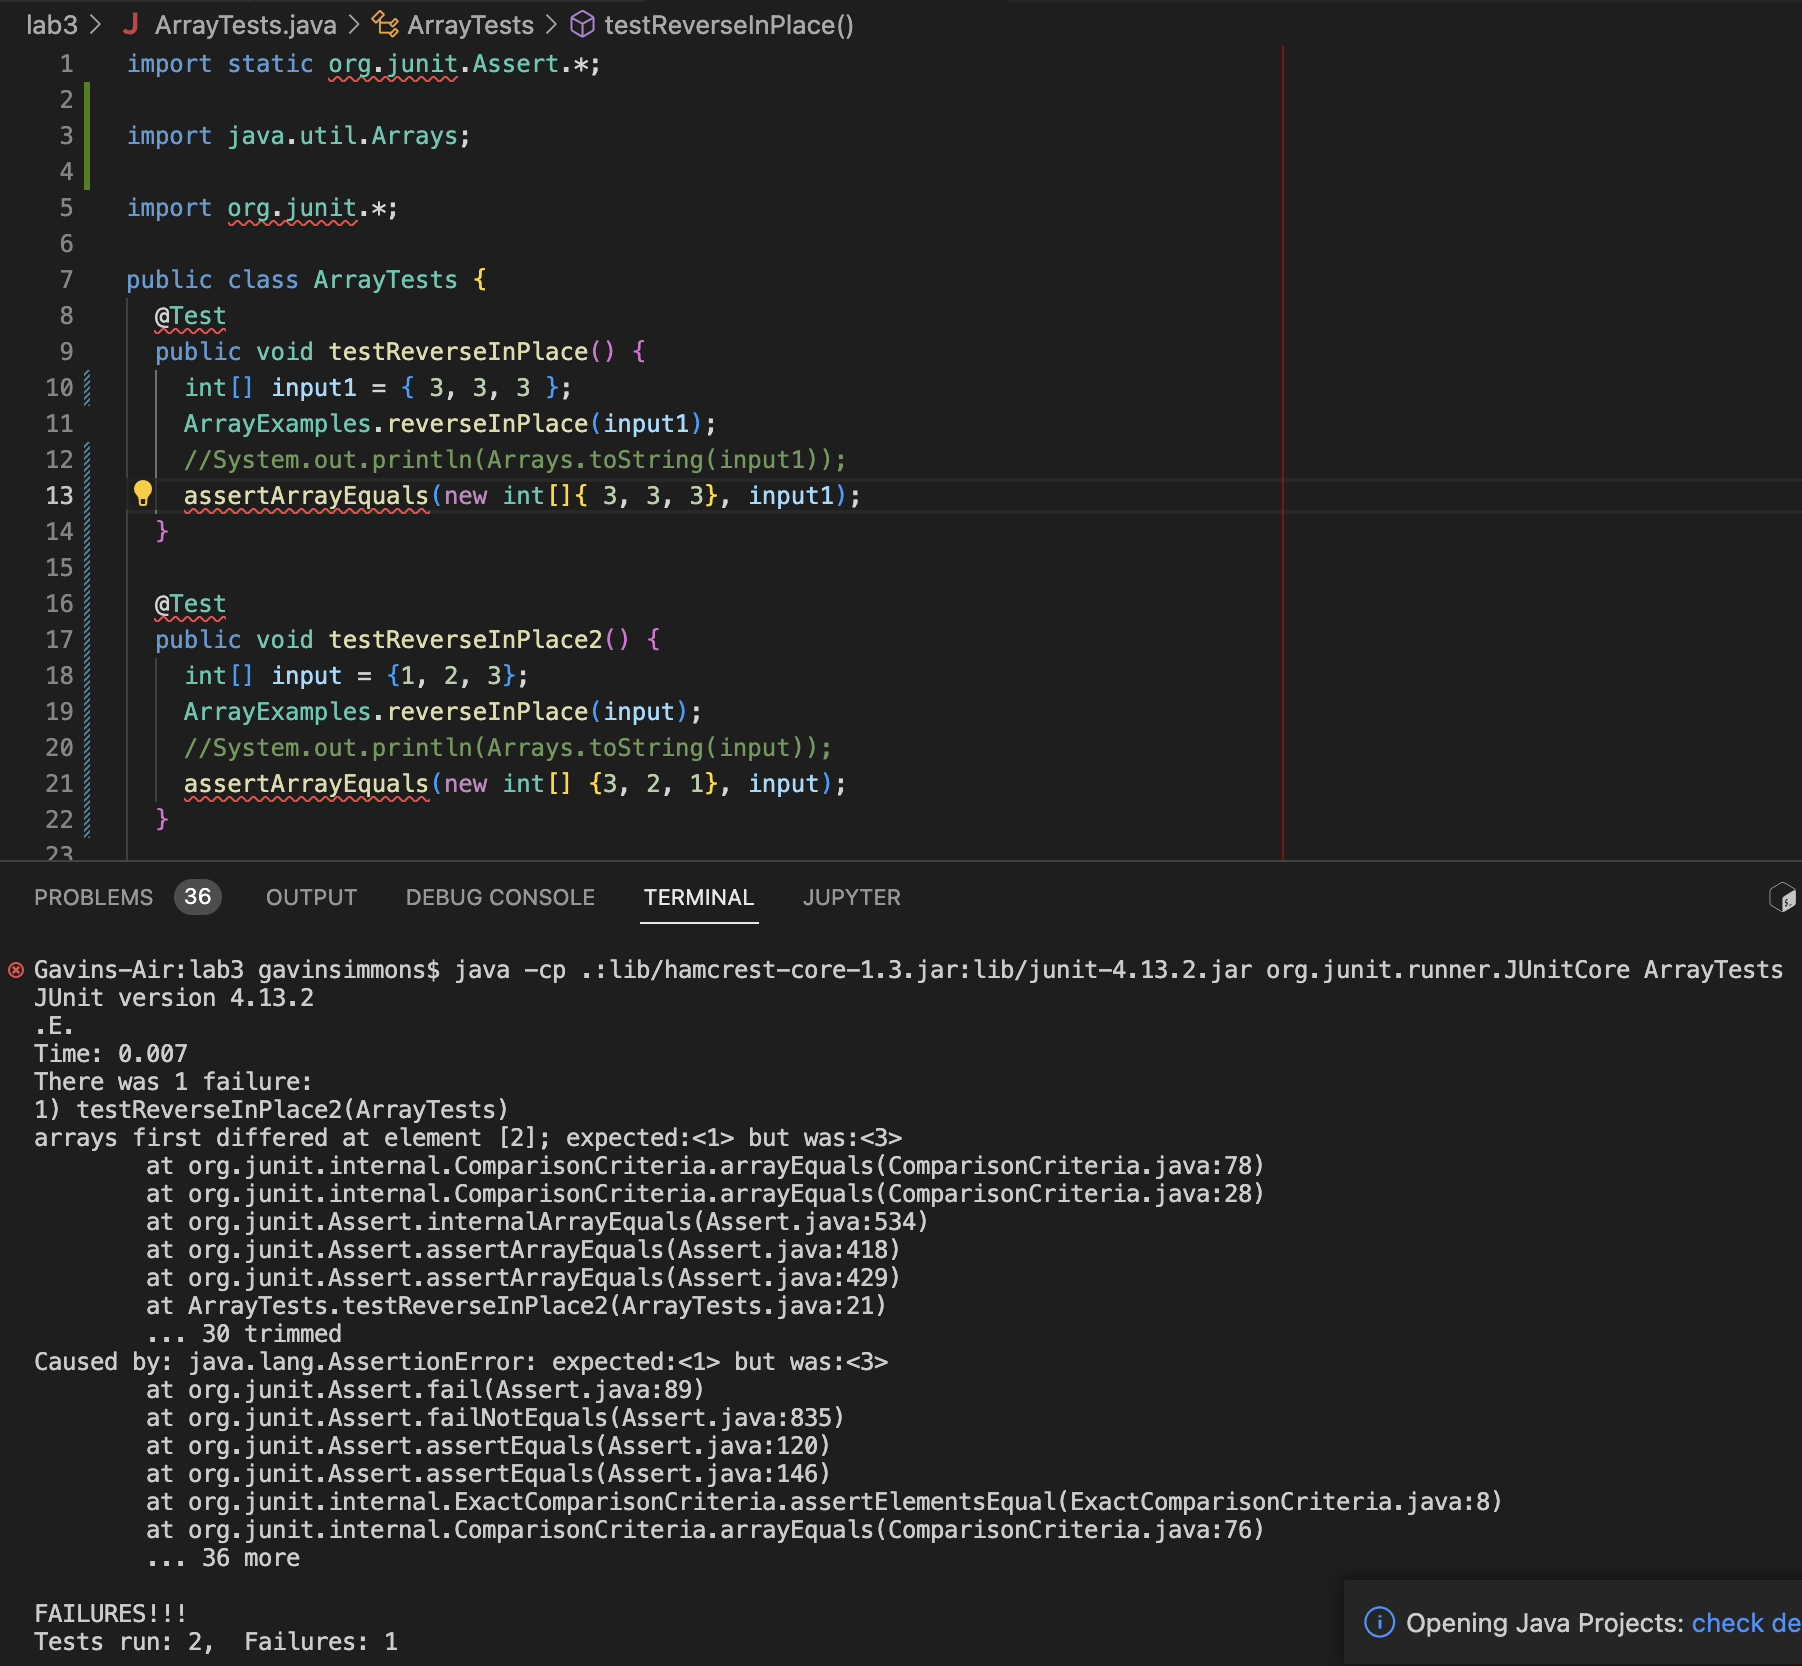 lab3 > J ArrayTests.java > ArrayTests > testReverseInPlace()
1 import static org.junit.Assert.*;
2
3 import java.util.Arrays;
4
5 import org.junit.*;
6
7 public class ArrayTests {
8 @Test
9 public void testReverseInPlace() {
10 int[] input1 = { 3, 3, 3 };
11 ArrayExamples.reverseInPlace(input1);
12 //System.out.println(Arrays.toString(input1));
13 assertArrayEquals(new int[]{ 3, 3, 3}, input1);
14 }
15
16 @Test
17 public void testReverseInPlace2() {
18 int[] input = {1, 2, 3};
19 ArrayExamples.reverseInPlace(input);
20 //System.out.println(Arrays.toString(input));
21 assertArrayEquals(new int[] {3, 2, 1}, input);
22 }
23
PROBLEMS 36 OUTPUT DEBUG CONSOLE TERMINAL JUPYTER
Gavins-Air:lab3 gavinsimmons$ java -cp .:lib/hamcrest-core-1.3.jar:lib/junit-4.13.2.jar org.junit.runner.JUnitCore ArrayTests
JUnit version 4.13.2
.E.
Time: 0.007
There was 1 failure:
1) testReverseInPlace2(ArrayTests)
arrays first differed at element [2]; expected:<1> but was:<3>
at org.junit.internal.ComparisonCriteria.arrayEquals(ComparisonCriteria.java:78)
at org.junit.internal.ComparisonCriteria.arrayEquals(ComparisonCriteria.java:28)
at org.junit.Assert.internalArrayEquals(Assert.java:534)
at org.junit.Assert.assertArrayEquals(Assert.java:418)
at org.junit.Assert.assertArrayEquals(Assert.java:429)
at ArrayTests.testReverseInPlace2(ArrayTests.java:21)
... 30 trimmed
Caused by: java.lang.AssertionError: expected:<1> but was:<3>
at org.junit.Assert.fail(Assert.java:89)
at org.junit.Assert.failNotEquals(Assert.java:835)
at org.junit.Assert.assertEquals(Assert.java:120)
at org.junit.Assert.assertEquals(Assert.java:146)
at org.junit.internal.ExactComparisonCriteria.assertElementsEqual(ExactComparisonCriteria.java:8)
at org.junit.internal.ComparisonCriteria.arrayEquals(ComparisonCriteria.java:76)
... 36 more
FAILURES!!!
Tests run: 2,  Failures: 1
Opening Java Projects: check de